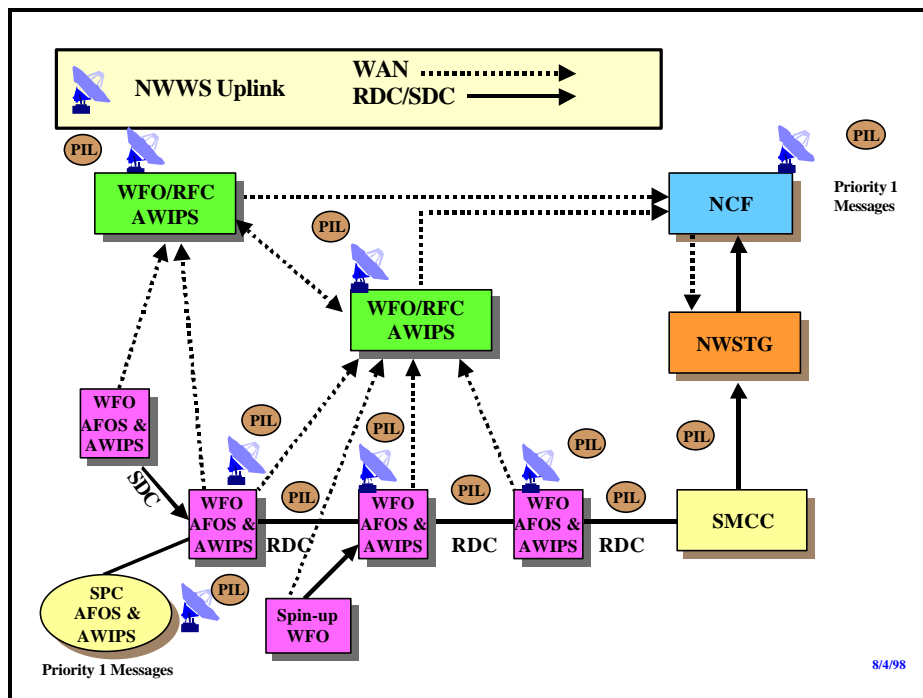 NWWS Uplink
WAN
RDC/SDC
PIL
WFO/RFC
AWIPS
PIL
WFO/RFC
AWIPS
NCF
PIL
Priority 1
Messages
NWSTG
WFO
AFOS &
AWIPS
SDC
PIL
PIL
PIL
PIL
WFO
AFOS &
AWIPS
PIL
RDC
WFO
AFOS &
AWIPS
PIL
RDC
WFO
AFOS &
AWIPS
PIL
RDC
SMCC
SPC
AFOS &
AWIPS
PIL
Spin-up
WFO
Priority 1 Messages
8/4/98